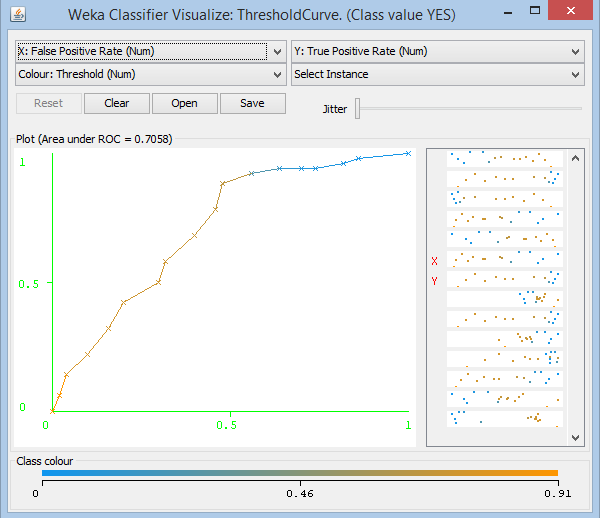 Weka Classifier Visualize: ThresholdCurve. (Class value YES)
X: False Positive Rate (Num)
Y: True Positive Rate (Num)
Colour: Threshold (Num)
Select Instance
Reset
Clear
Open
Save
Jitter
Plot (Area under ROC = 0.7058)
1
0.5
0
0
0.5
1
X
Y
Class colour
0
0.46
0.91